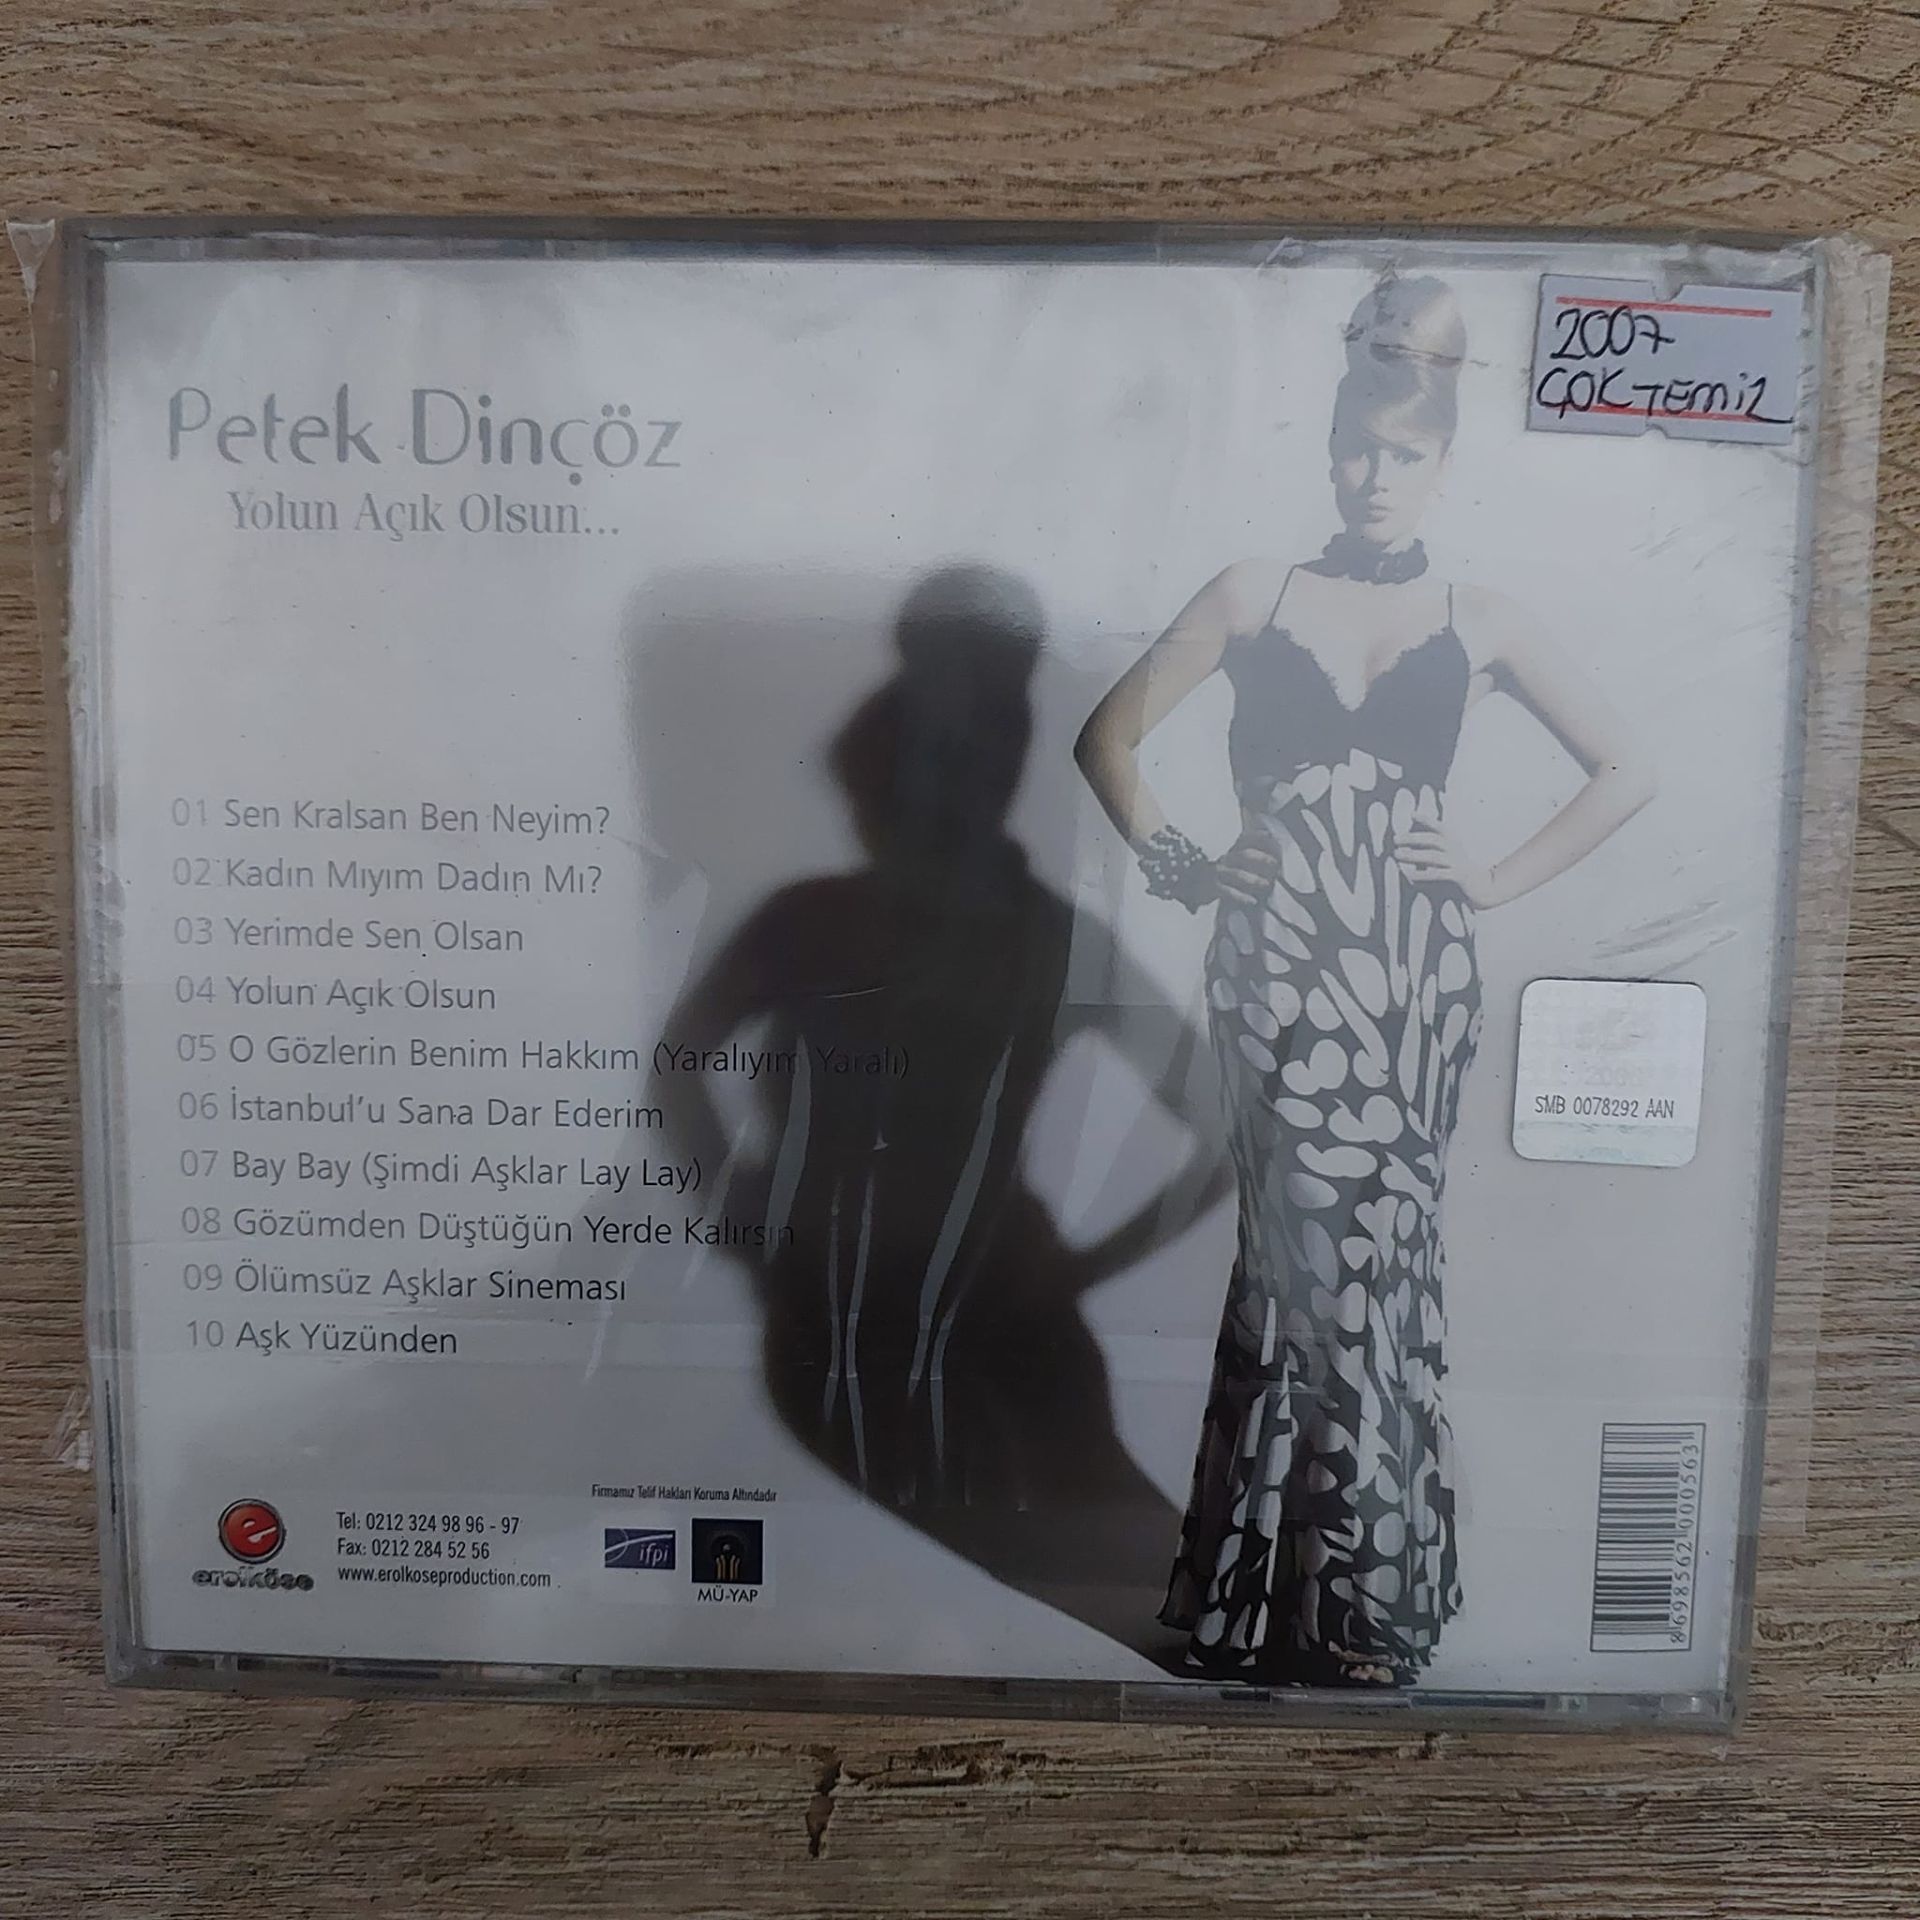 2007
ÇOK TEMiZ
Petek Dinçöz
Yolun Açık Olsun...
01 Sen Kralsan Ben Neyim?
02 Kadın Mıyım Dadın Mı?
03 Yerimde Sen Olsan
04 Yolun Açık Olsun
05 O Gözlerin Benim Hakkım (Yaralıyım Yaralı)
06 İstanbul'u Sana Dar Ederim
07 Bay Bay (Şimdi Aşklar Lay Lay)
08 Gözümden Düştüğün Yerde Kalırsın
09 Ölümsüz Aşklar Sineması
10 Aşk Yüzünden
SMB 0078292 AAN
e
erolköse
Tel: 0212 324 98 96 - 97
Fax: 0212 284 52 56
www.erolkoseproduction.com
Firmamız Telif Hakları Koruma Altındadır
ifpi
MÜ-YAP
8698562000563